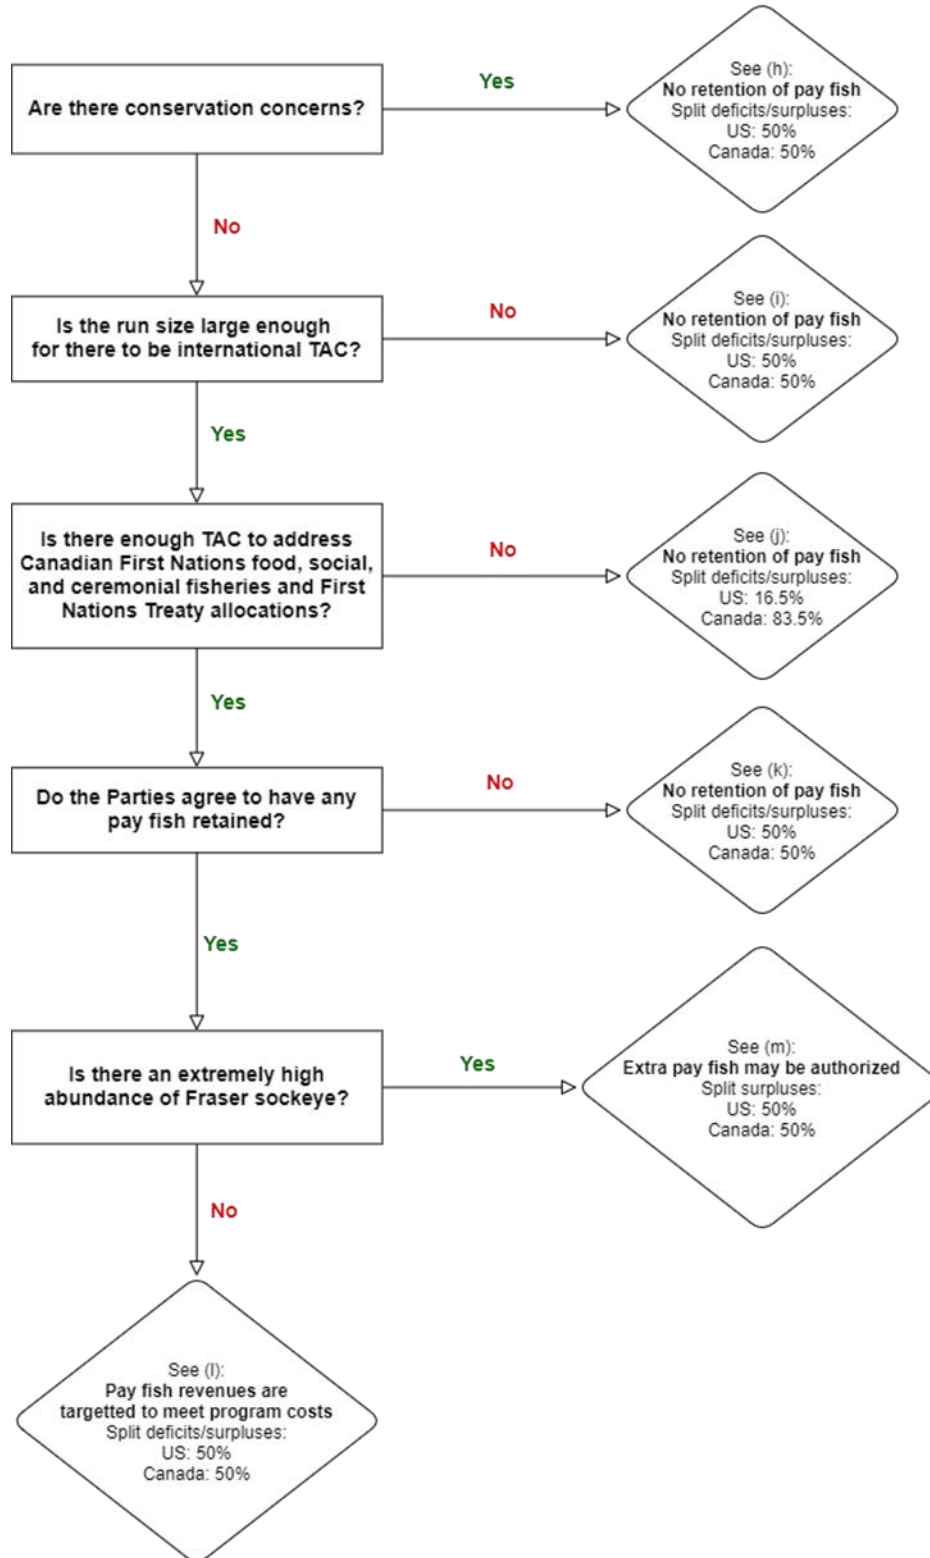 Are there conservation concerns?
Yes
See (h):
No retention of pay fish
Split deficits/surpluses:
US: 50%
Canada: 50%
No
Is the run size large enough
for there to be international TAC?
No
See (i):
No retention of pay fish
Split deficits/surpluses:
US: 50%
Canada: 50%
Yes
Is there enough TAC to address
Canadian First Nations food, social,
and ceremonial fisheries and First
Nations Treaty allocations?
No
See (j):
No retention of pay fish
Split deficits/surpluses:
US: 16.5%
Canada: 83.5%
Yes
Do the Parties agree to have any
pay fish retained?
No
See (k):
No retention of pay fish
Split deficits/surpluses:
US: 50%
Canada: 50%
Yes
Is there an extremely high
abundance of Fraser sockeye?
Yes
See (m):
Extra pay fish may be authorized
Split surpluses:
US: 50%
Canada: 50%
No
See (l):
Pay fish revenues are
targetted to meet program costs
Split deficits/surpluses:
US: 50%
Canada: 50%